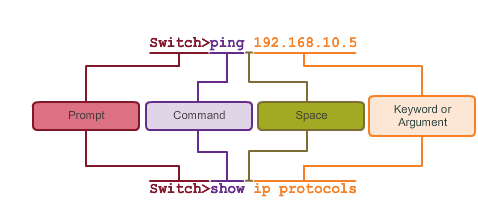 Switch>ping 192.168.10.5
Prompt
Command
Space
Keyword or
Argument
Switch>show ip protocols